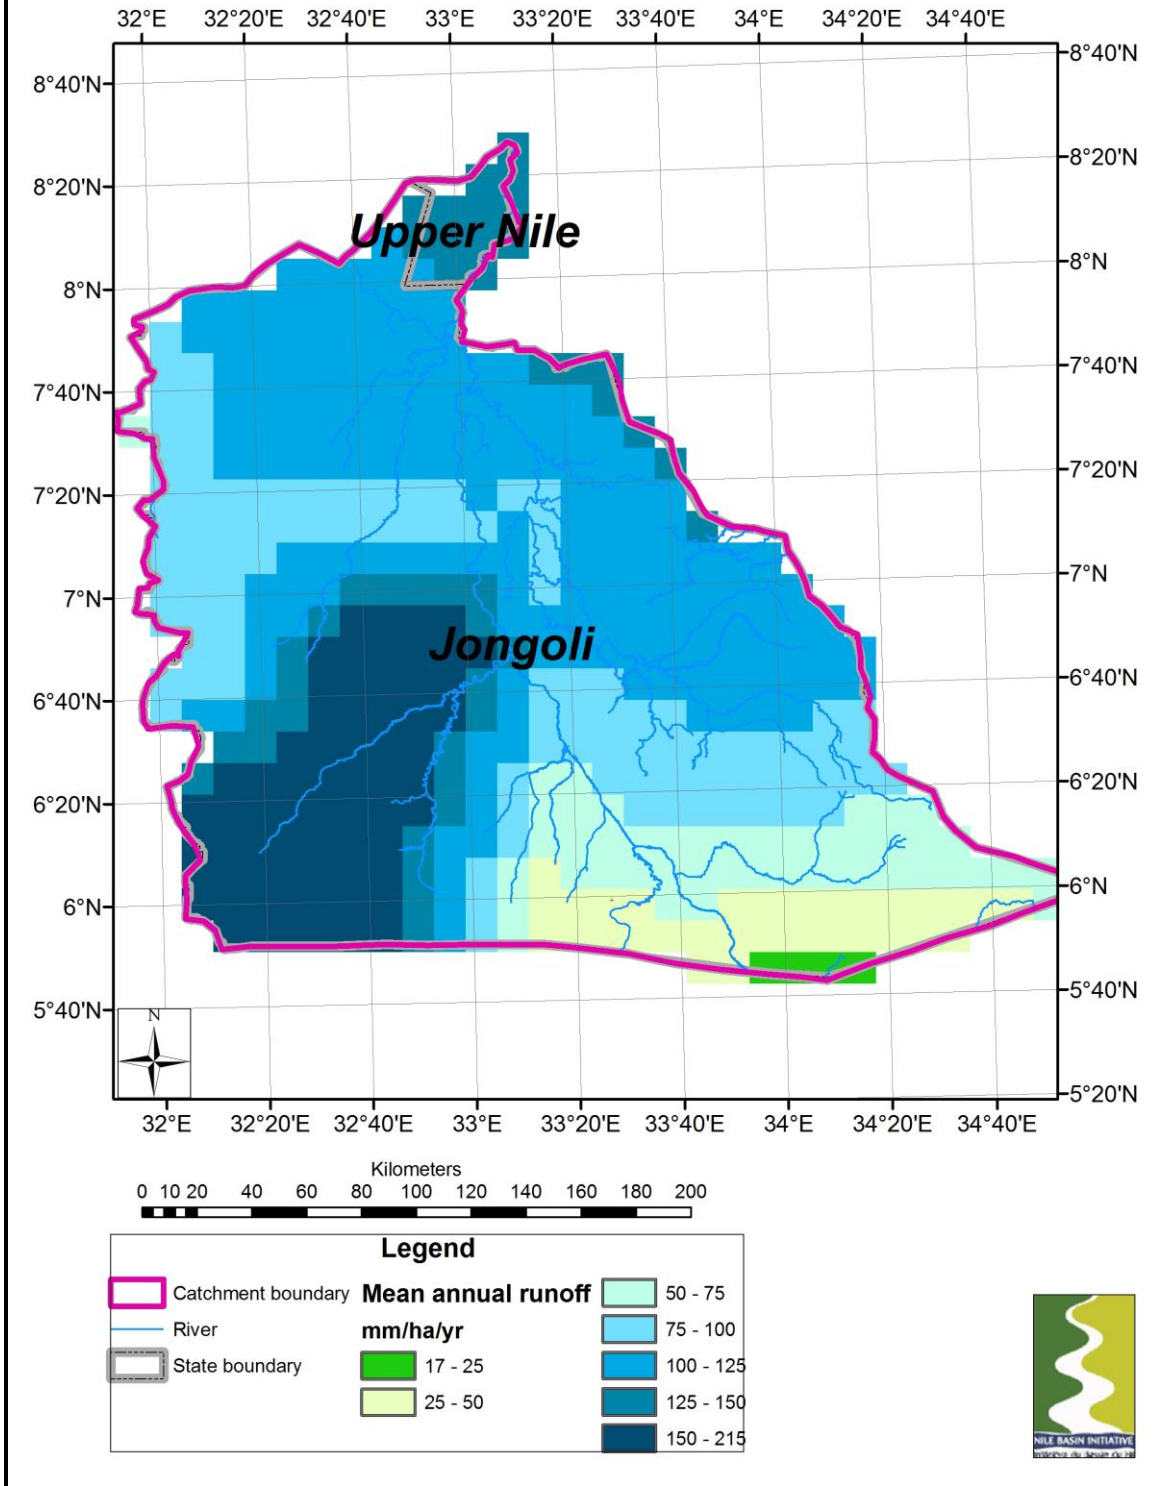 32°E 32°20'E 32°40'E 33°E 33°20'E 33°40'E 34°E 34°20'E 34°40'E
8°40'N 8°40'N
8°20'N 8°20'N
Upper Nile
8°N 8°N
7°40'N 7°40'N
7°20'N 7°20'N
7°N 7°N
Jongoli
6°40'N 6°40'N
6°20'N 6°20'N
6°N 6°N
5°40'N 5°40'N
N
5°20'N
32°E 32°20'E 32°40'E 33°E 33°20'E 33°40'E 34°E 34°20'E 34°40'E
Kilometers
0 10 20 40 60 80 100 120 140 160 180 200
Legend
Catchment boundary
River
State boundary
Mean annual runoff
mm/ha/yr
17 - 25
25 - 50
50 - 75
75 - 100
100 - 125
125 - 150
150 - 215
NILE BASIN INITIATIVE